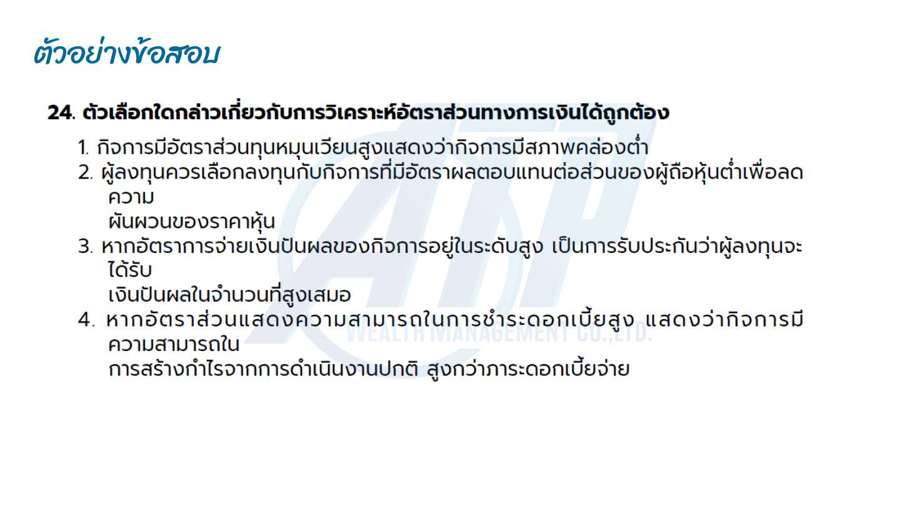 ตัวอย่างข้อสอบ
24. ตัวเลือกใดกล่าวเกี่ยวกับการวิเคราะห์อัตราส่วนทางการเงินได้ถูกต้อง
1. กิจการมีอัตราส่วนทุนหมุนเวียนสูงแสดงว่ากิจการมีสภาพคล่องต่ำ
2. ผู้ลงทุนควรเลือกลงทุนกับกิจการที่มีอัตราผลตอบแทนต่อส่วนของผู้ถือหุ้นต่ำเพื่อลด
ความ
ผันผวนของราคาหุ้น
3. หากอัตราการจ่ายเงินปันผลของกิจการอยู่ในระดับสูง เป็นการรับประกันว่าผู้ลงทุนจะ
ได้รับ
เงินปันผลในจำนวนที่สูงเสมอ
4. หากอัตราส่วนแสดงความสามารถในการชำระดอกเบี้ยสูง แสดงว่ากิจการมี
ความสามารถใน
การสร้างกำไรจากการดำเนินงานปกติ สูงกว่าภาระดอกเบี้ยจ่าย
ATP
WEALTH MANAGEMENT CO.,LTD.